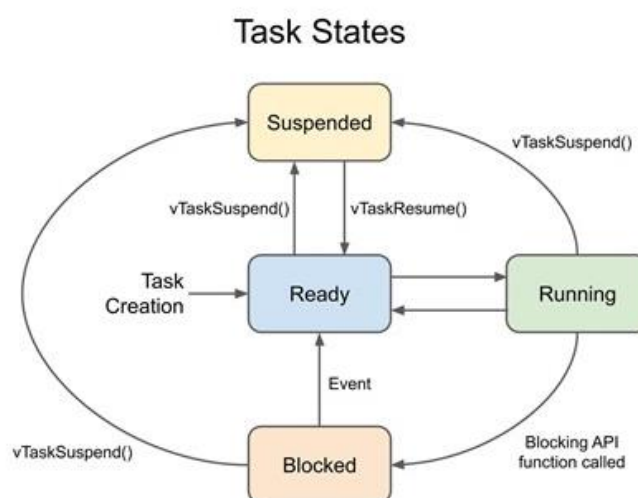 Task States
Suspended
vTaskSuspend()
vTaskSuspend()
vTaskResume()
Task
Creation
Ready
Running
Event
vTaskSuspend()
Blocked
Blocking API
function called